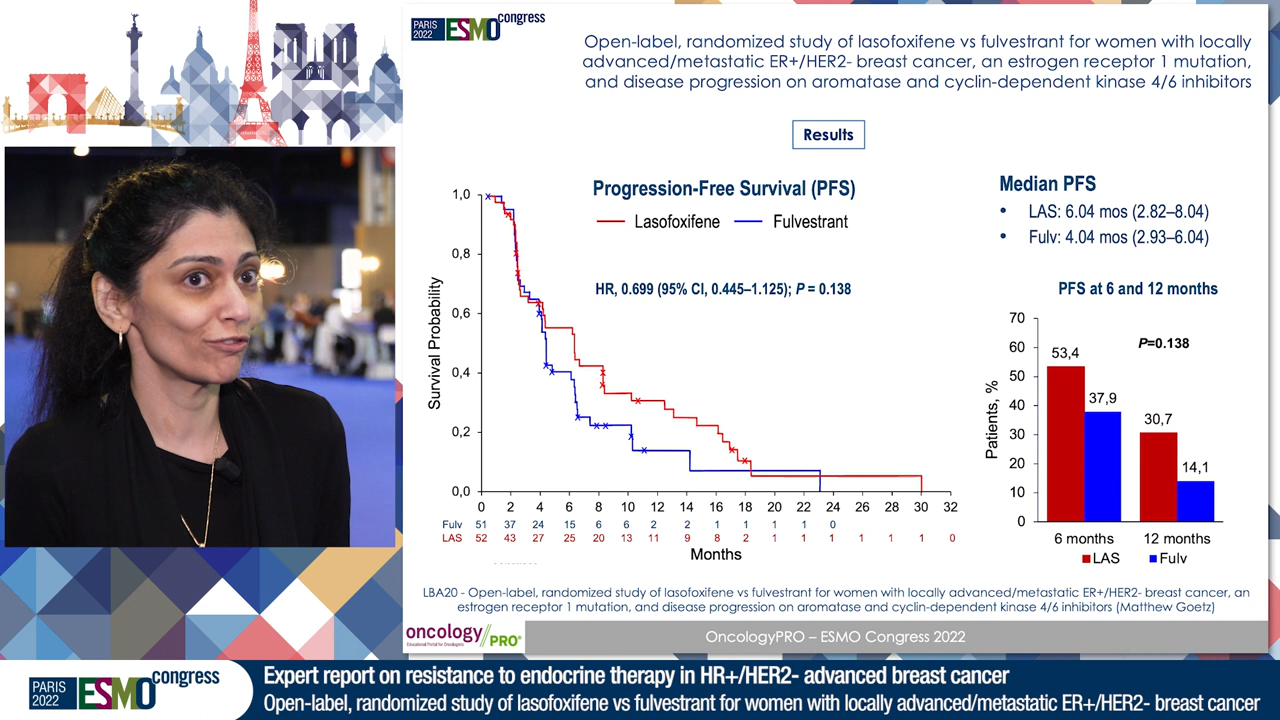 PARIS
2022
ESMO
congress
Open-label, randomized study of lasofoxifene vs fulvestrant for women with locally
advanced/metastatic ER+/HER2- breast cancer, an estrogen receptor 1 mutation,
and disease progression on aromatase and cyclin-dependent kinase 4/6 inhibitors
Results
Progression-Free Survival (PFS)
Lasofoxifene
Fulvestrant
HR, 0.699 (95% CI, 0.445–1.125); P = 0.138
Survival Probability
1,0
0,8
0,6
0,4
0,2
0,0
0 2 4 6 8 10 12 14 16 18 20 22 24 26 28 30 32
Fulv 51 37 24 15 6 6 2 2 1 1 1 1 0
LAS 52 43 27 25 20 13 11 9 8 2 1 1 1 1 1 1 0
Months
Median PFS
• LAS: 6.04 mos (2.82–8.04)
• Fulv: 4.04 mos (2.93–6.04)
PFS at 6 and 12 months
P=0.138
Patients, %
70
60
50
40
30
20
10
0
53,4
37,9
30,7
14,1
6 months
12 months
LAS
Fulv
LBA20 - Open-label, randomized study of lasofoxifene vs fulvestrant for women with locally advanced/metastatic ER+/HER2- breast cancer, an
estrogen receptor 1 mutation, and disease progression on aromatase and cyclin-dependent kinase 4/6 inhibitors (Matthew Goetz)
oncology PRO®
Educational Portal for Oncologists
OncologyPRO – ESMO Congress 2022
PARIS
2022
ESMO
congress
Expert report on resistance to endocrine therapy in HR+/HER2- advanced breast cancer
Open-label, randomized study of lasofoxifene vs fulvestrant for women with locally advanced/metastatic ER+/HER2- breast cancer